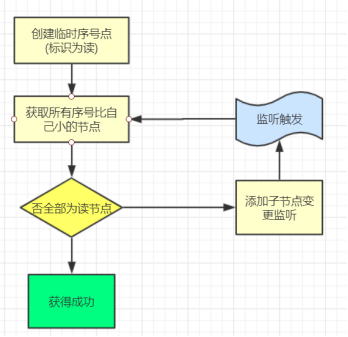 创建临时序号点
(标识为读)
获取所有序号比自
己小的节点
监听触发
否全部为读节点
添加子节点变
更监听
获得成功